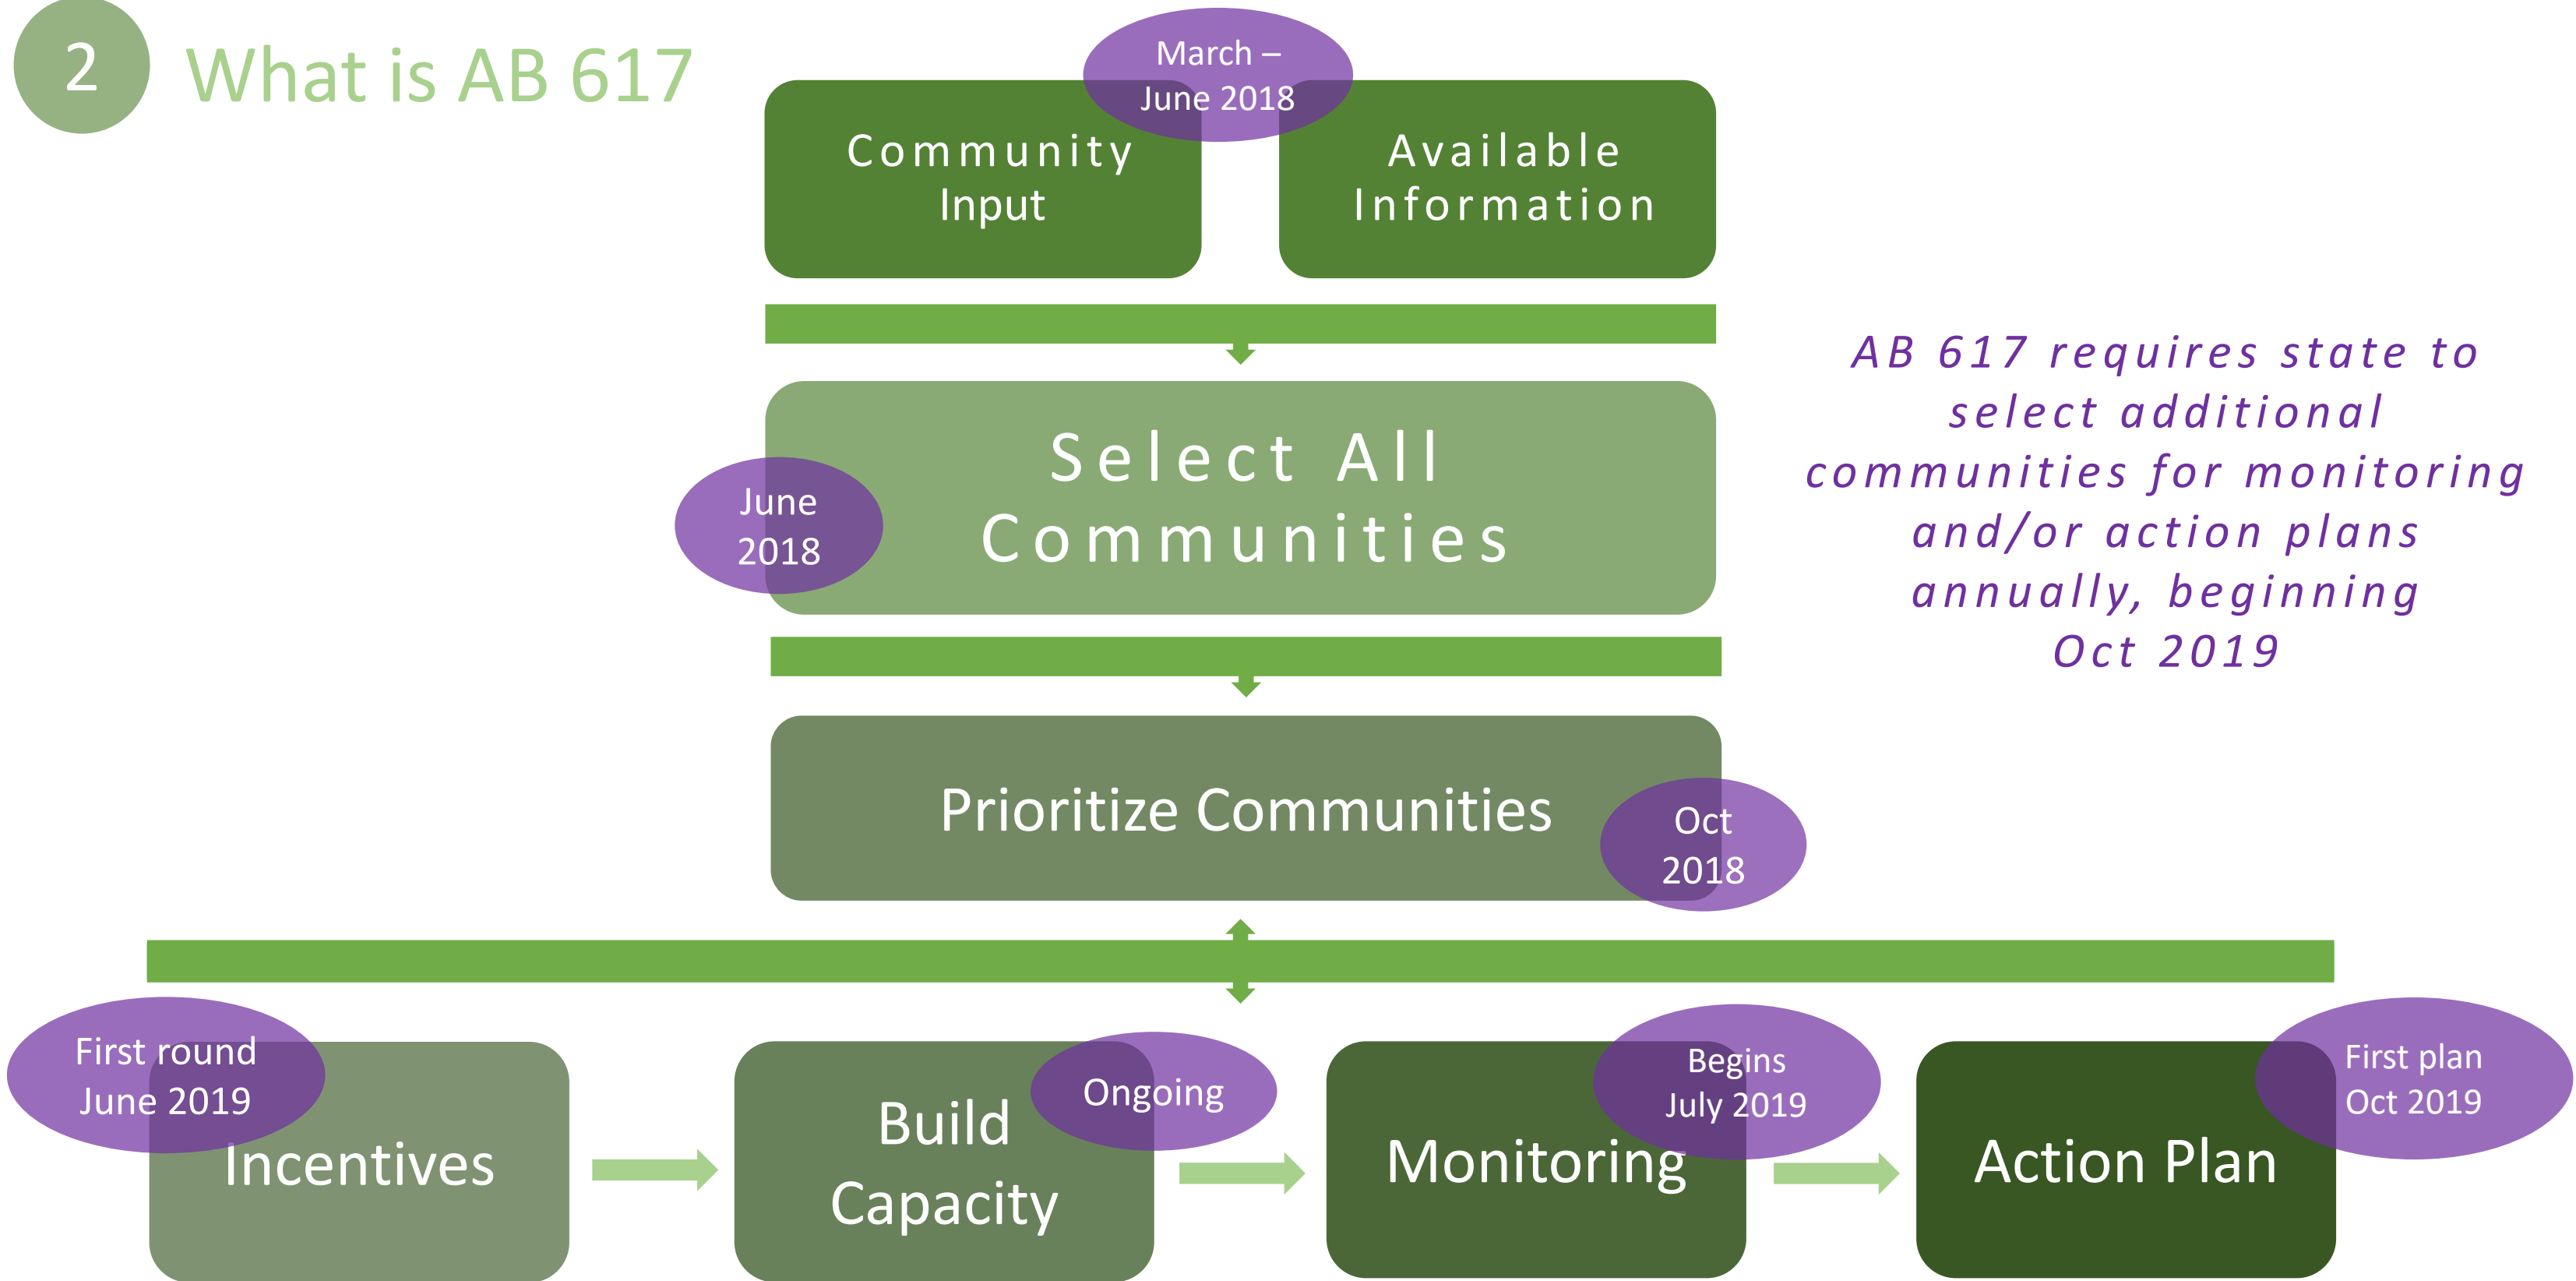 2
What is AB 617
March –
June 2018
Community
Input
Available
Information
June
2018
Select All
Communities
AB 617 requires state to
select additional
communities for monitoring
and/or action plans
annually, beginning
Oct 2019
Prioritize Communities
Oct
2018
First round
June 2019
Incentives
Build
Capacity
Ongoing
Monitoring
Begins
July 2019
Action Plan
First plan
Oct 2019